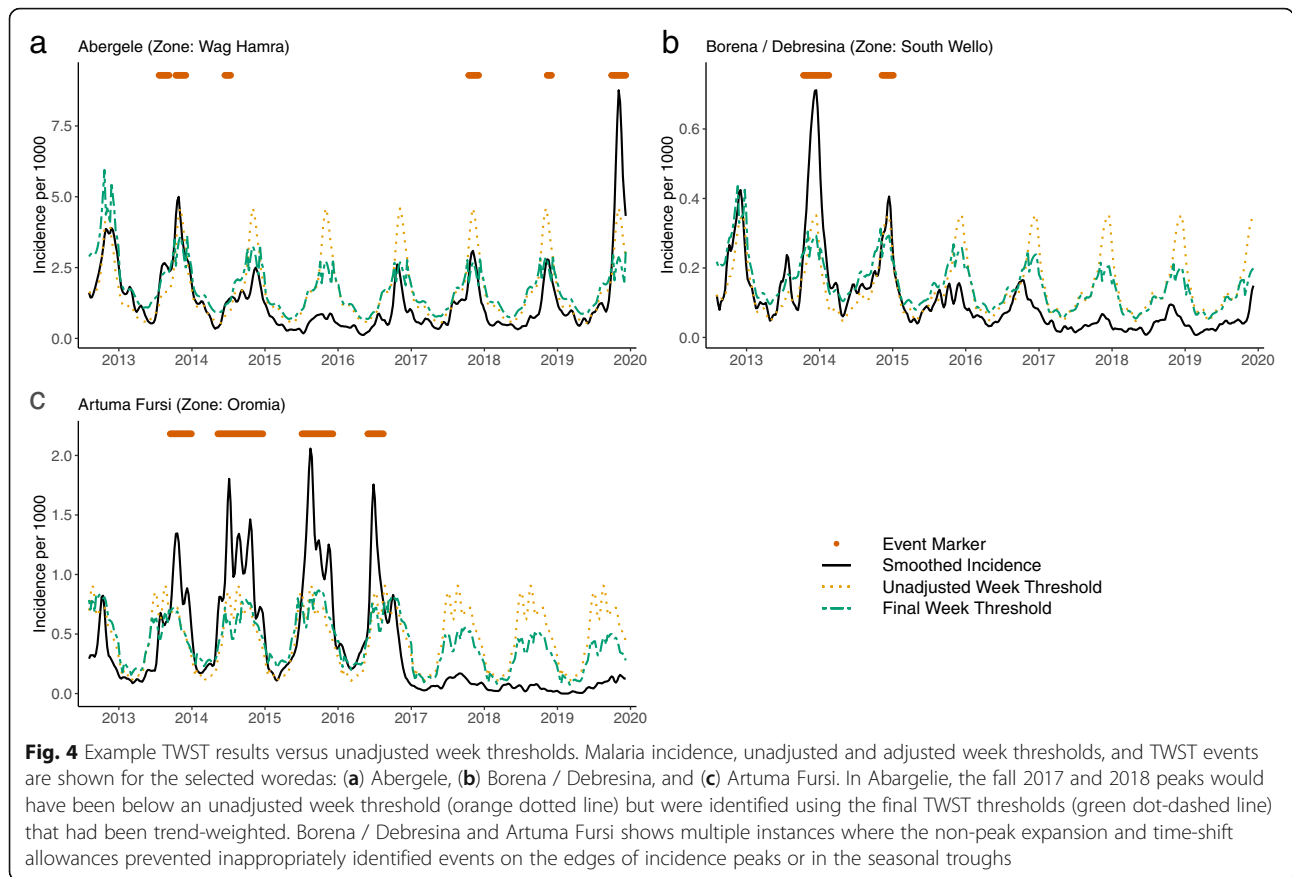 a
Abergele (Zone: Wag Hamra)
Incidence per 1000
7.5
5.0
2.5
0.0
2013 2014 2015 2016 2017 2018 2019 2020
b
Borena / Debresina (Zone: South Wello)
Incidence per 1000
0.6
0.4
0.2
0.0
2013 2014 2015 2016 2017 2018 2019 2020
c
Artuma Fursi (Zone: Oromia)
Incidence per 1000
2.0
1.5
1.0
0.5
0.0
2013 2014 2015 2016 2017 2018 2019 2020
Event Marker
Smoothed Incidence
Unadjusted Week Threshold
Final Week Threshold
Fig. 4 Example TWST results versus unadjusted week thresholds. Malaria incidence, unadjusted and adjusted week thresholds, and TWST events
are shown for the selected woredas: (a) Abergele, (b) Borena / Debresina, and (c) Artuma Fursi. In Abargelie, the fall 2017 and 2018 peaks would
have been below an unadjusted week threshold (orange dotted line) but were identified using the final TWST thresholds (green dot-dashed line)
that had been trend-weighted. Borena / Debresina and Artuma Fursi shows multiple instances where the non-peak expansion and time-shift
allowances prevented inappropriately identified events on the edges of incidence peaks or in the seasonal troughs